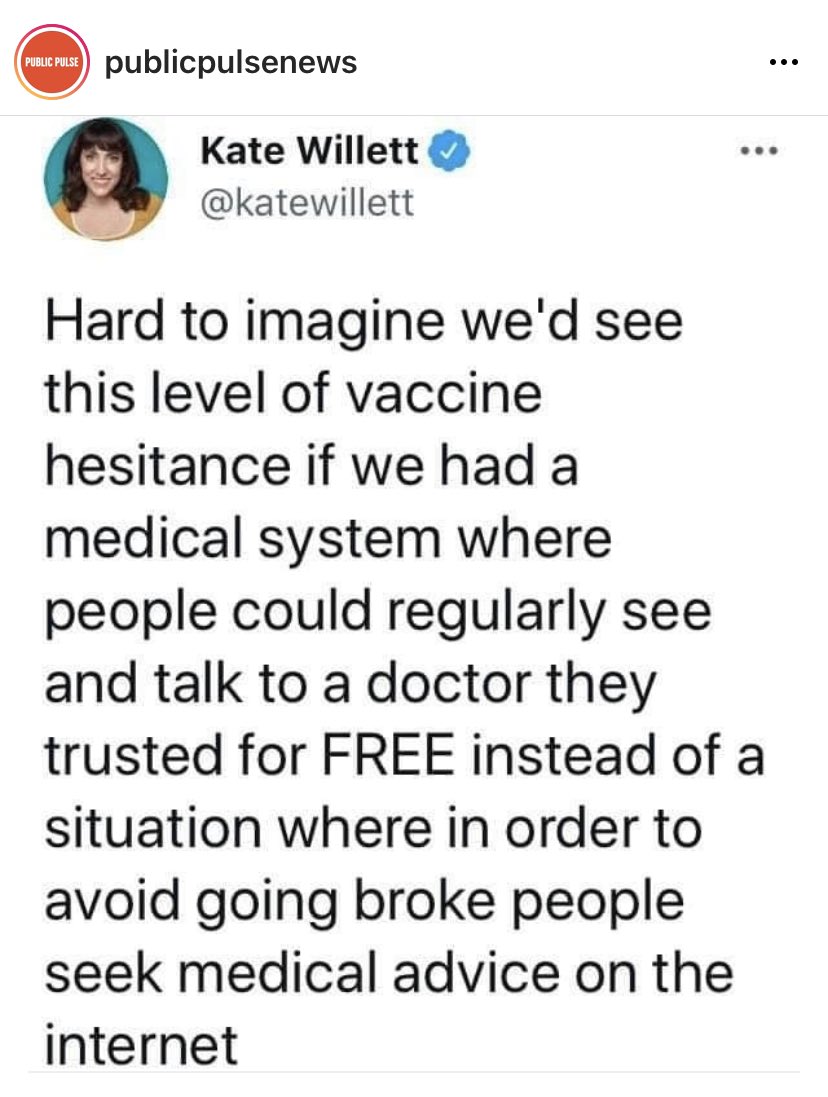 PUBLIC PULSE
publicpulsenews
Kate Willett
@katewillett
Hard to imagine we'd see
this level of vaccine
hesitance if we had a
medical system where
people could regularly see
and talk to a doctor they
trusted for FREE instead of a
situation where in order to
avoid going broke people
seek medical advice on the
internet